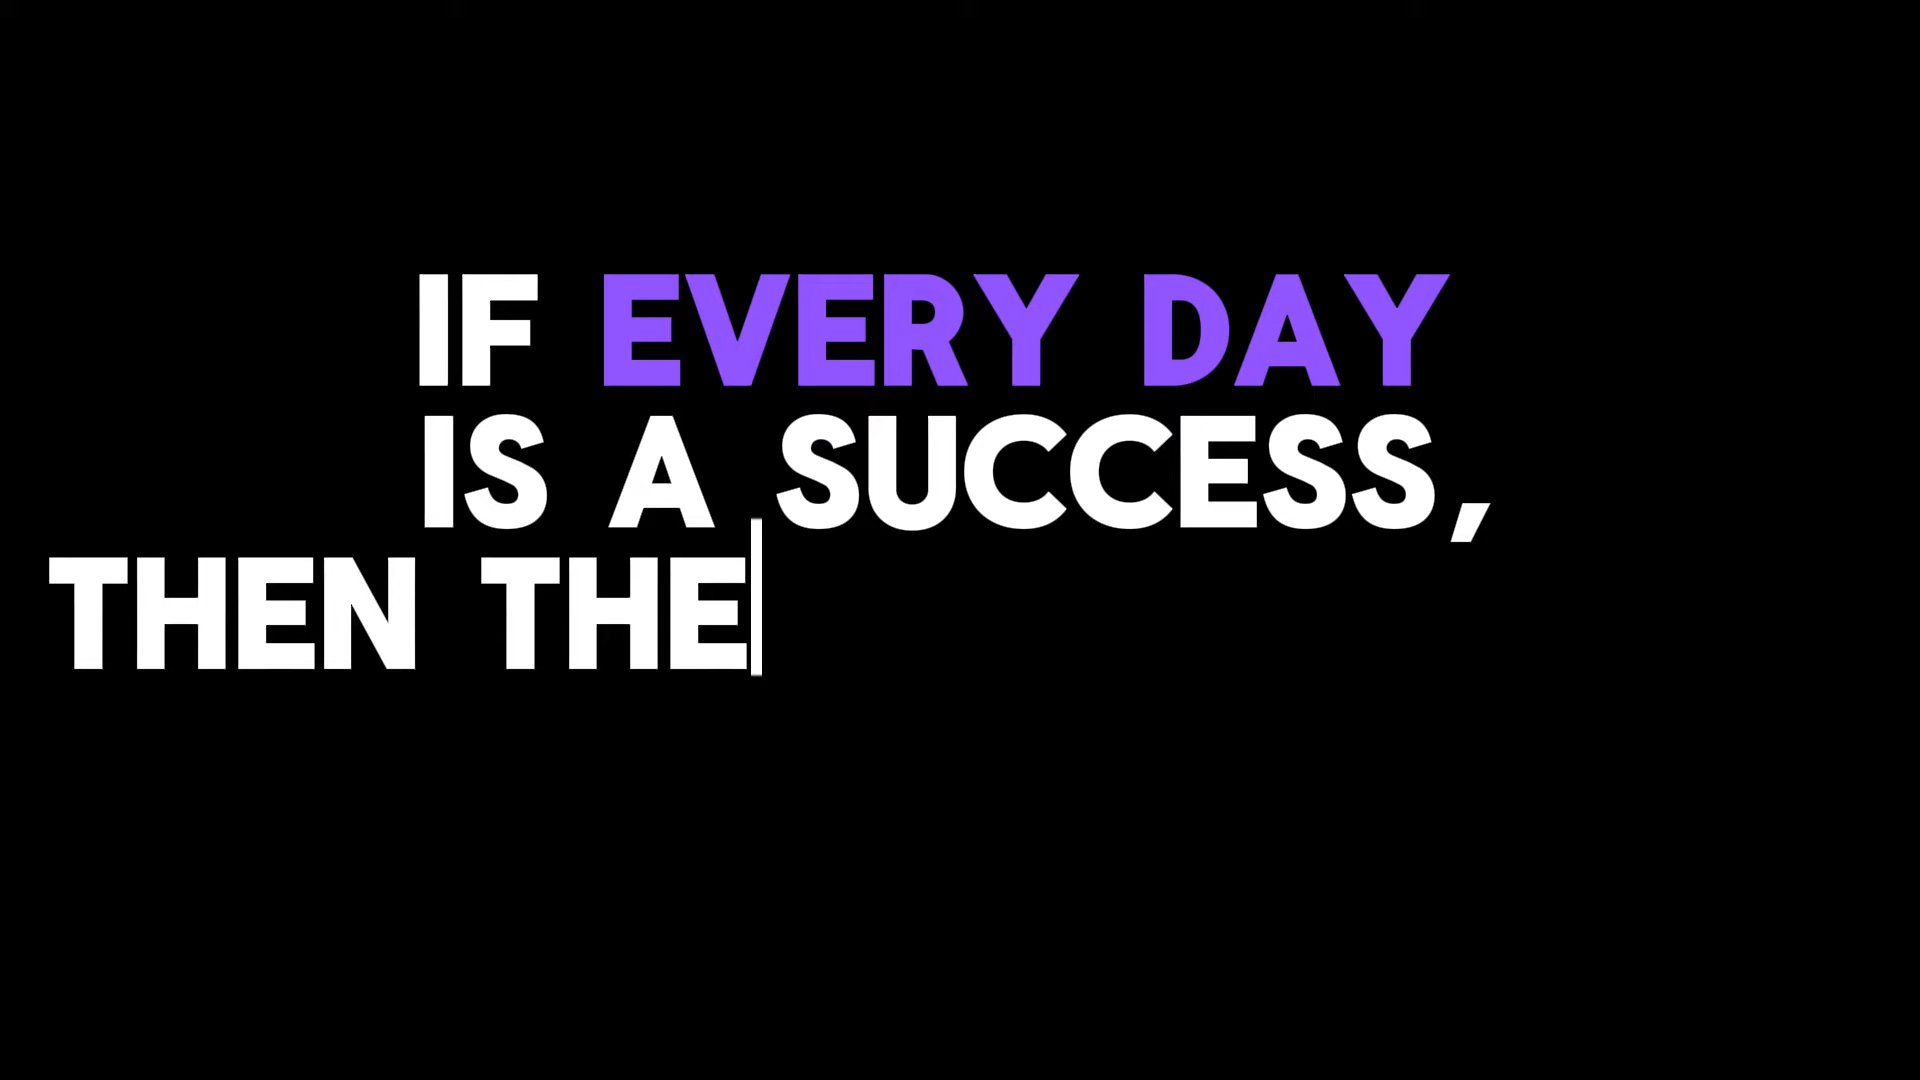 IF EVERY DAY
IS A SUCCESS,
THEN THE